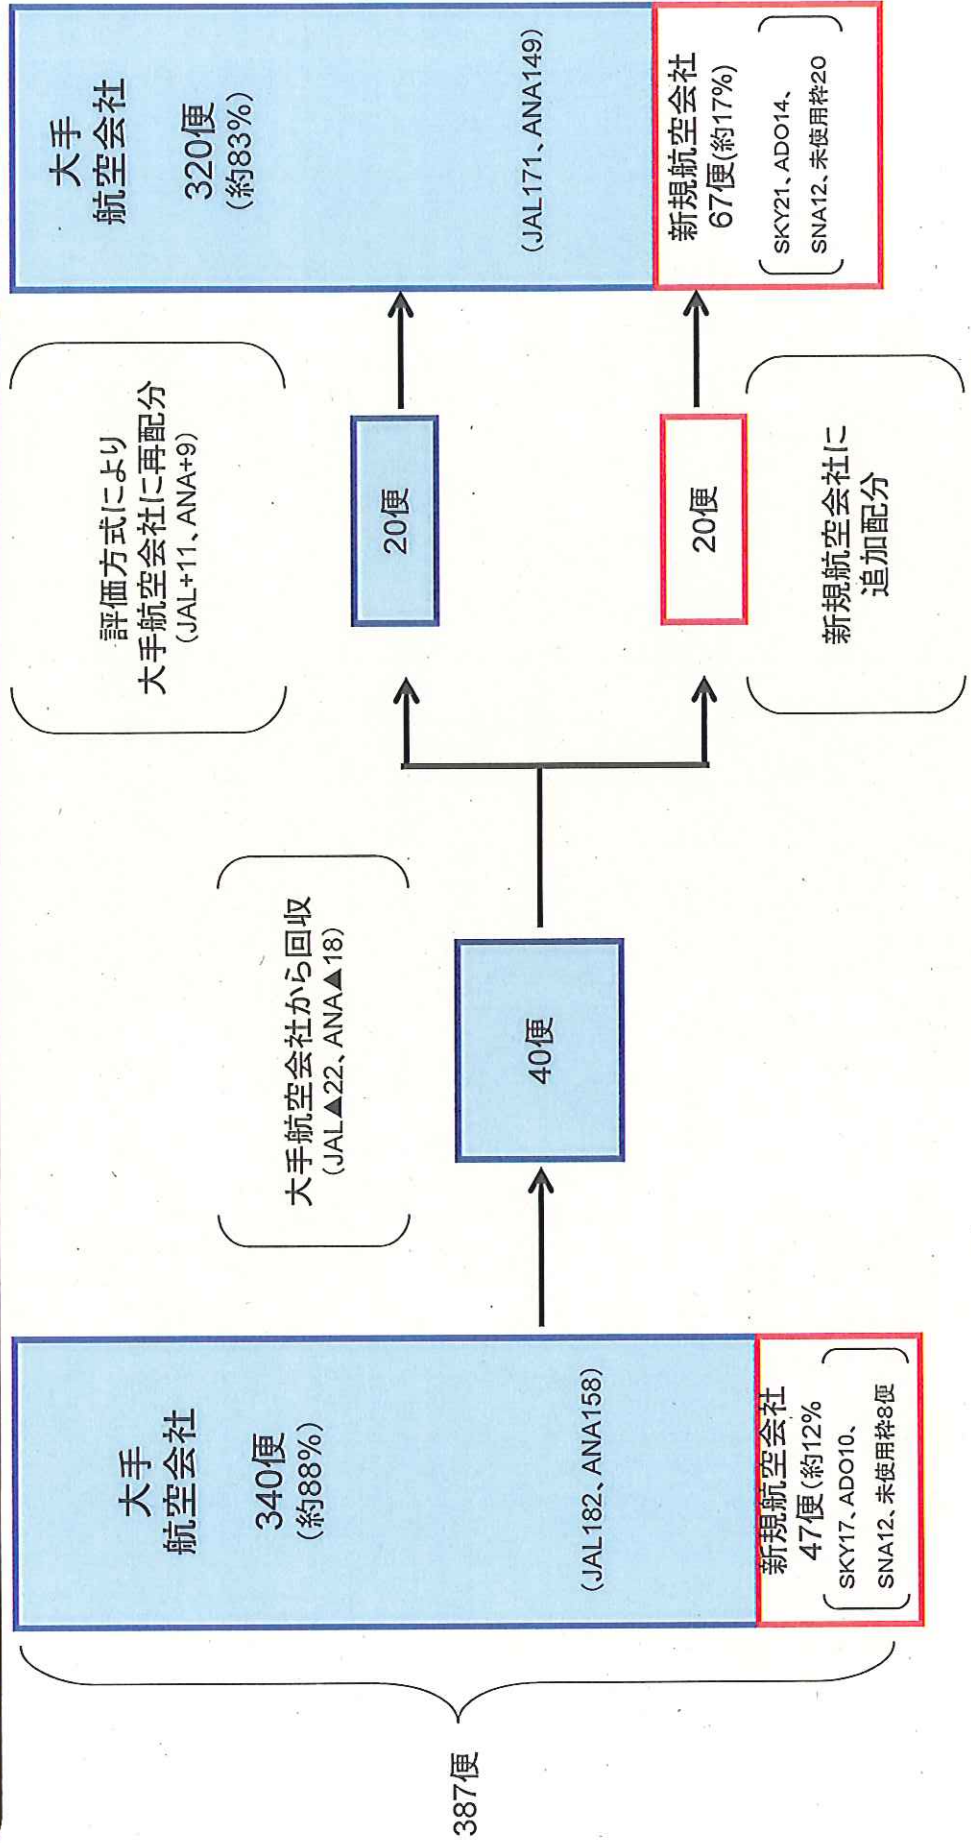 387便
大手
航空会社
340便
(約88%)
(JAL182、ANA158)
新規航空会社
47便(約12%
SKY17、ADO10、
SNA12、未使用枠8便
大手航空会社から回収
(JAL▲22、ANA▲18)
40便
評価方式により
大手航空会社に再配分
(JAL+11、ANA+9)
20便
20便
新規航空会社に
追加配分
大手
航空会社
320便
(約83%)
(JAL171、ANA149)
新規航空会社
67便(約17%)
SKY21、ADO14、
SNA12、未使用枠20